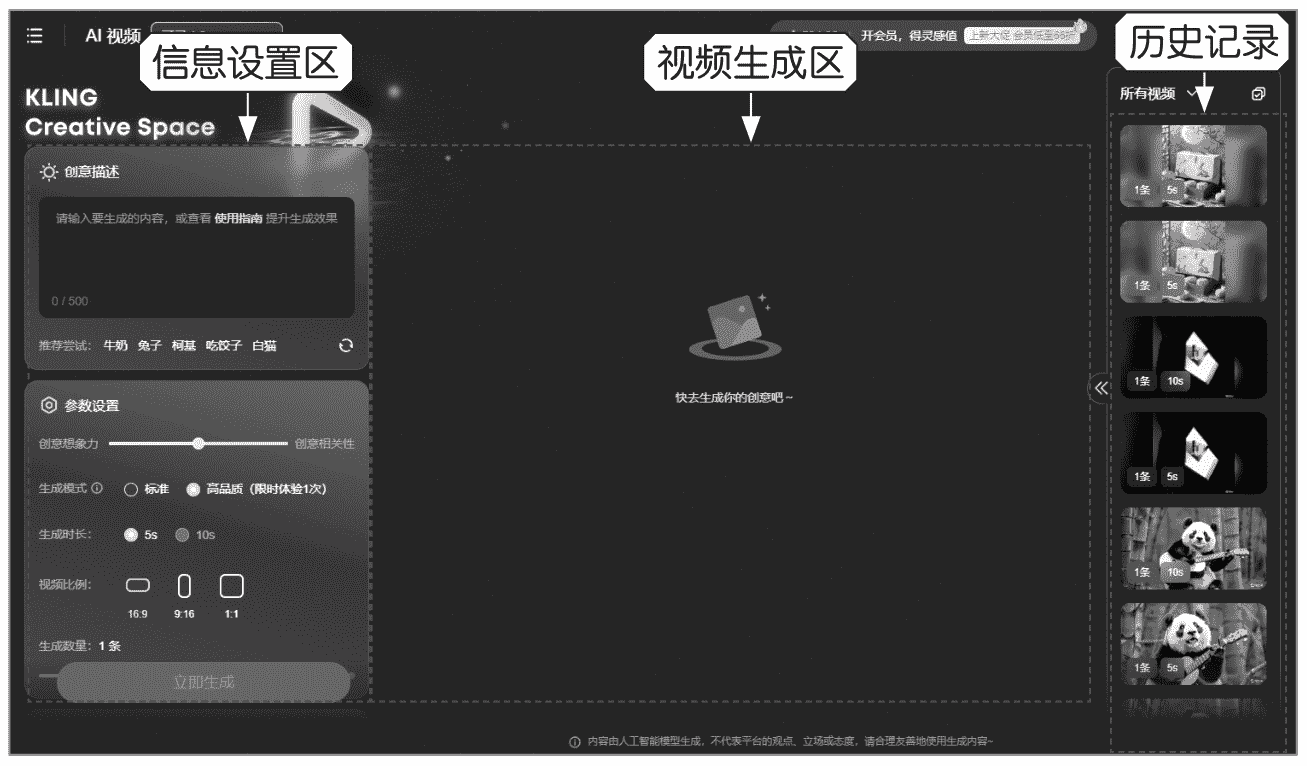 AI 视频
开会员，得灵感值
信息设置区
视频生成区
历史记录
KLING
Creative Space
所有视频
创意描述
请输入要生成的内容，或查看 使用指南 提升生成效果
0 / 500
推荐尝试： 牛奶 兔子 柯基 吃饺子 白猫
参数设置
创意想象力 创意相关性
生成模式 标准 高品质（限时体验1次）
生成时长： 5s 10s
视频比例：
16:9 9:16 1:1
生成数量：1 条
立即生成
快去生成你的创意吧～
1条 5s
1条 5s
1条 10s
1条 5s
1条 10s
1条 5s
内容由人工智能模型生成，不代表平台的观点、立场或态度，请合理友善地使用生成内容~